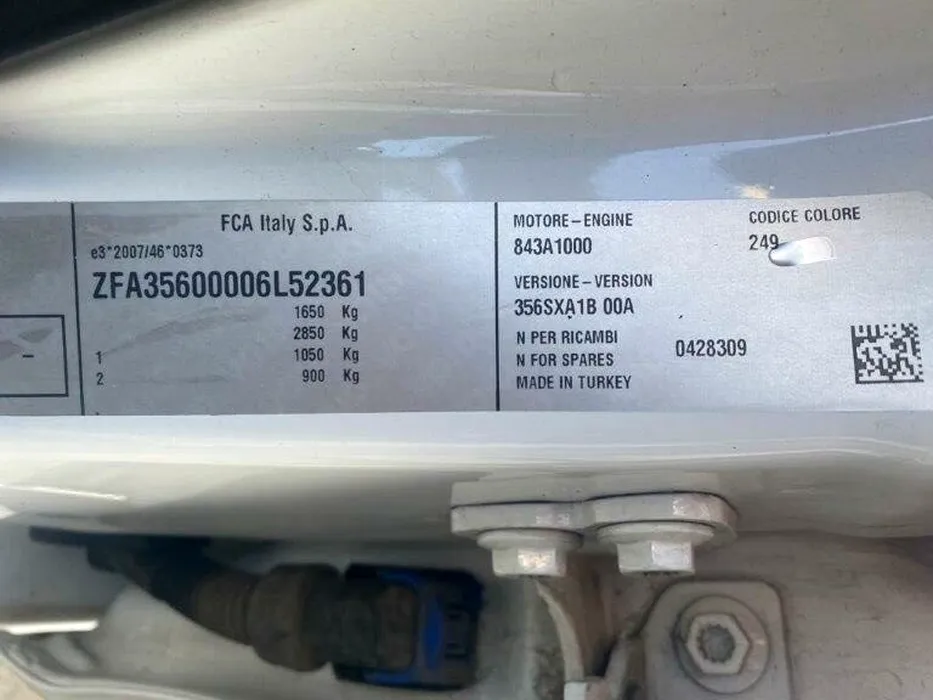 -
FCA Italy S.p.A.
e3*2007/46*0373
ZFA35600006L52361
1650 Kg
2850 Kg
1 1050 Kg
2 900 Kg
MOTORE-ENGINE
843A1000
VERSIONE-VERSION
356SXA1B 00A
N PER RICAMBI
N FOR SPARES
0428309
MADE IN TURKEY
CODICE COLORE
249